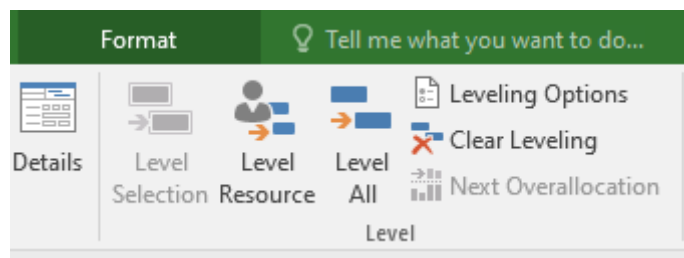 Format
Tell me what you want to do...
Details
Level
Selection
Level
Resource
Level
All
Leveling Options
Clear Leveling
Next Overallocation
Level